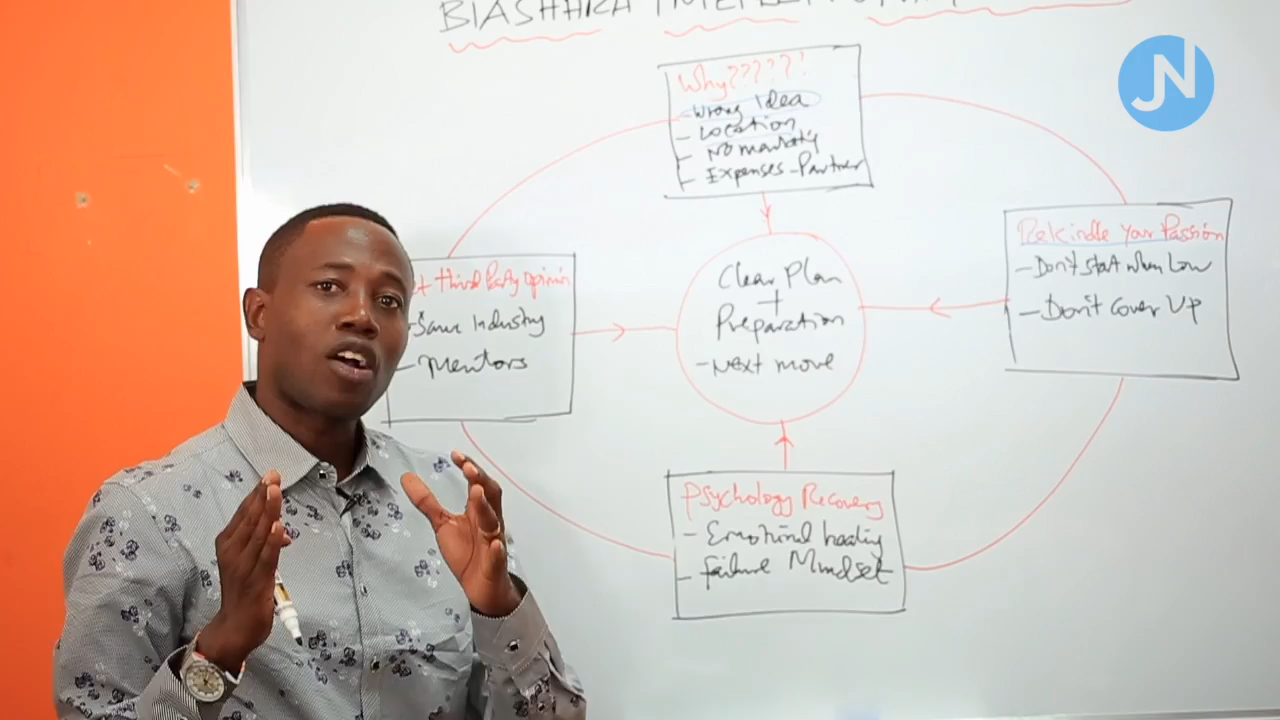 BIASHARA
JN
Why?????!
- Wrong Idea
- Location
- No market
- Expenses - Partner
Rekindle Your Passion
- Don't start when Low
- Don't Cover Up
third Party Opinion
- Same Industry
- Mentors
Clear Plan
+
Preparation
- Next move
Psychology Recovery
- Emotional healing
- failure Mindset